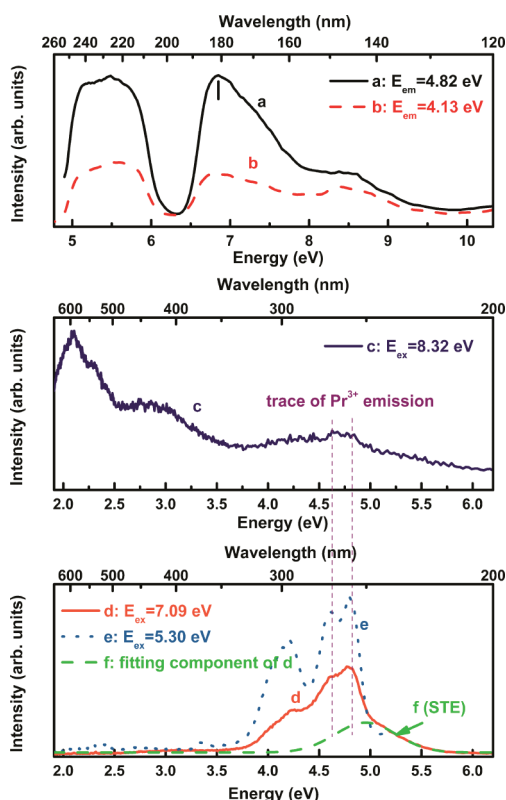 Wavelength (nm)
260 240 220 200 180 160 140 120
Intensity (arb. units)
a: Eem=4.82 eV
b: Eem=4.13 eV
a
b
5 6 7 8 9 10
Energy (eV)
Wavelength (nm)
600 500 400 300 200
Intensity (arb. units)
c: Eex=8.32 eV
trace of Pr3+ emission
c
2.0 2.5 3.0 3.5 4.0 4.5 5.0 5.5 6.0
Energy (eV)
Wavelength (nm)
600 500 400 300 200
Intensity (arb. units)
d: Eex=7.09 eV
e: Eex=5.30 eV
f: fitting component of d
e
d
f (STE)
2.0 2.5 3.0 3.5 4.0 4.5 5.0 5.5 6.0
Energy (eV)